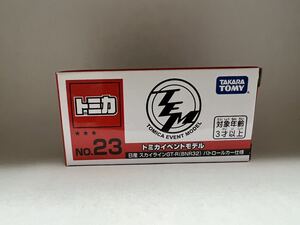 トミカ
TEM
TOMICA EVENT MODEL
TAKARA
TOMY
対象年齢
3才以上
NO.23
トミカイベントモデル
日産 スカイラインGT-R(BNR32) パトロールカー仕様